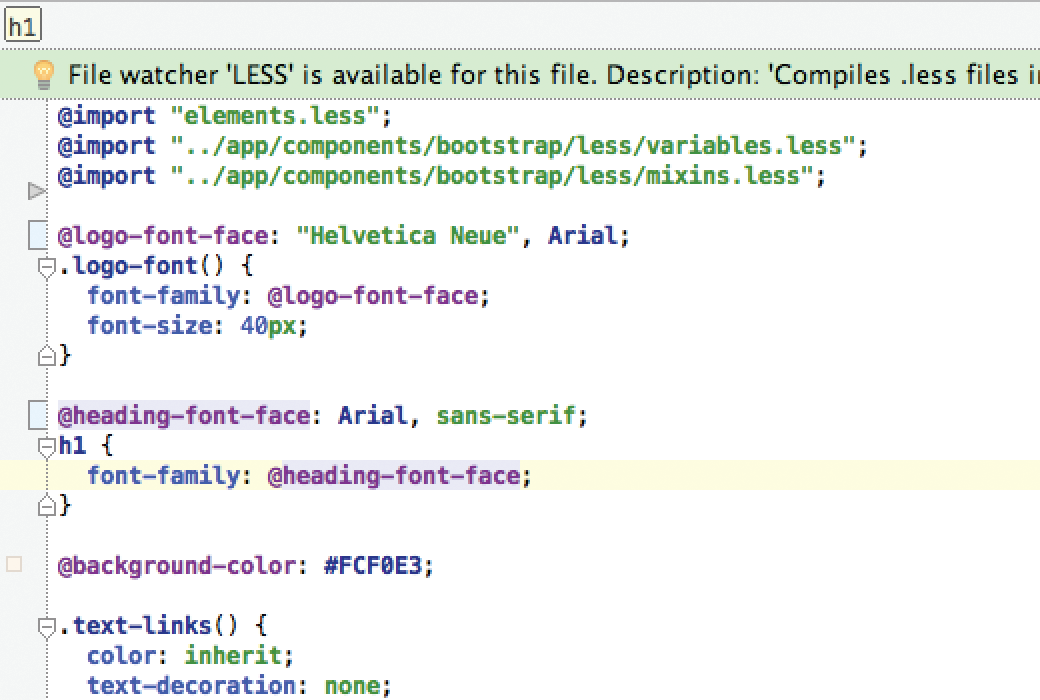 h1
File watcher 'LESS' is available for this file. Description: 'Compiles .less files
@import "elements.less";
@import "../app/components/bootstrap/less/variables.less";
@import "../app/components/bootstrap/less/mixins.less";
@logo-font-face: "Helvetica Neue", Arial;
.logo-font() {
  font-family: @logo-font-face;
  font-size: 40px;
}
@heading-font-face: Arial, sans-serif;
h1 {
  font-family: @heading-font-face;
}
@background-color: #FCF0E3;
.text-links() {
  color: inherit;
  text-decoration: none;